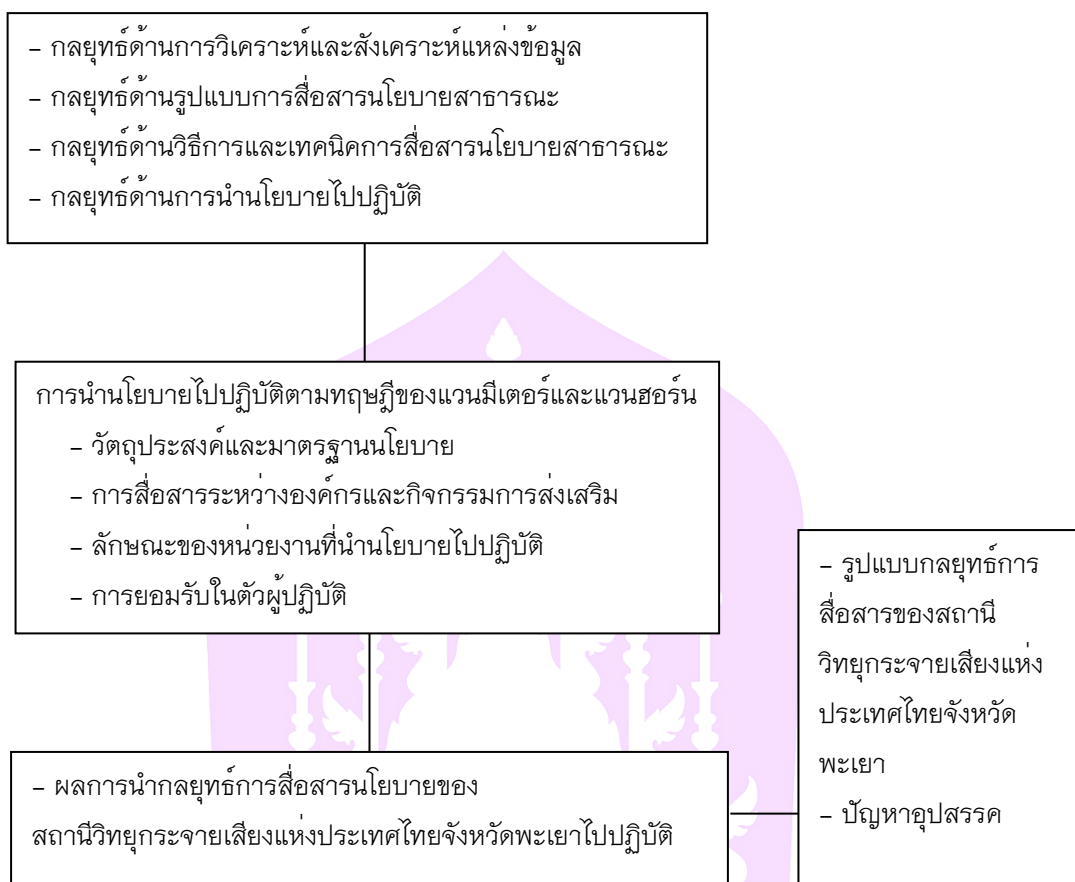 – กลยุทธ์ด้านการวิเคราะห์และสังเคราะห์แหล่งข้อมูล
– กลยุทธ์ด้านรูปแบบการสื่อสารนโยบายสาธารณะ
– กลยุทธ์ด้านวิธีการและเทคนิคการสื่อสารนโยบายสาธารณะ
– กลยุทธ์ด้านการนำนโยบายไปปฏิบัติ
การนำนโยบายไปปฏิบัติตามทฤษฎีของแวนมีเตอร์และแวนฮอร์น
– วัตถุประสงค์และมาตรฐานนโยบาย
– การสื่อสารระหว่างองค์กรและกิจกรรมการส่งเสริม
– ลักษณะของหน่วยงานที่นำนโยบายไปปฏิบัติ
– การยอมรับในตัวผู้ปฏิบัติ
– ผลการนำกลยุทธ์การสื่อสารนโยบายของ
สถานีวิทยุกระจายเสียงแห่งประเทศไทยจังหวัดพะเยาไปปฏิบัติ
– รูปแบบกลยุทธ์การ
สื่อสารของสถานี
วิทยุกระจายเสียงแห่ง
ประเทศไทยจังหวัด
พะเยา
– ปัญหาอุปสรรค